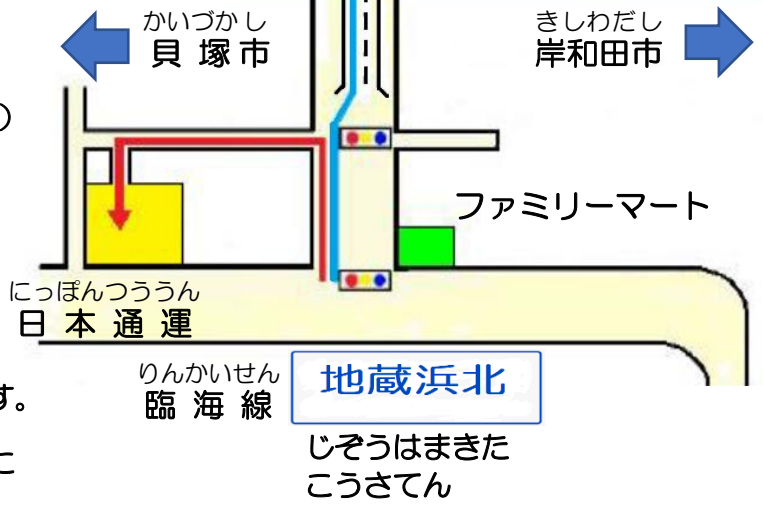 かいづかし
貝塚市
きしわだし
岸和田市
の
ファミリーマート
にっぽんつううん
日本通運
りんかいせん
臨海線
地蔵浜北
す。
じぞうはまきた
に
こうさてん